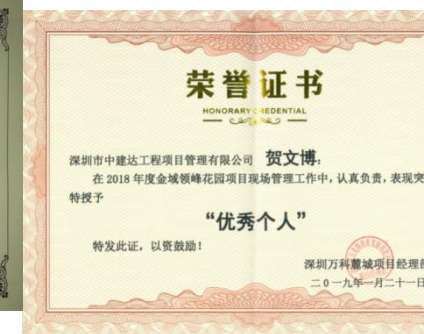 荣誉证书
HONORARY CREDENTIAL
深圳市中建达工程项目管理有限公司 贺文博:
在 2018 年度金域领峰花园项目现场管理工作中,认真负责,表现突
特授予
“优秀个人”
特发此证,以资鼓励!
深圳万科麓城项目经理部
二0一九年一月二十一日